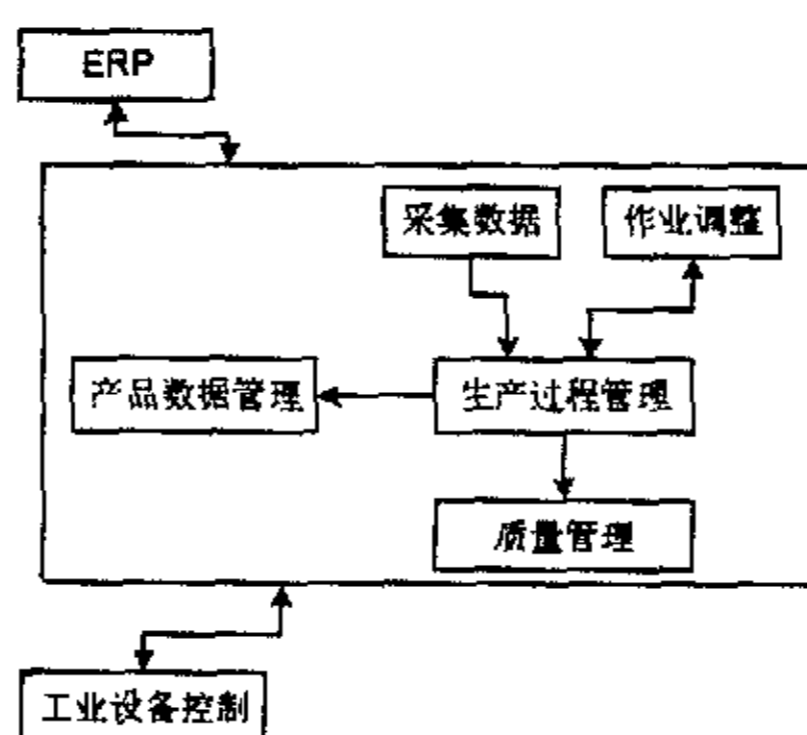 ERP
采集数据
作业调整
产品数据管理
生产过程管理
质量管理
工业设备控制